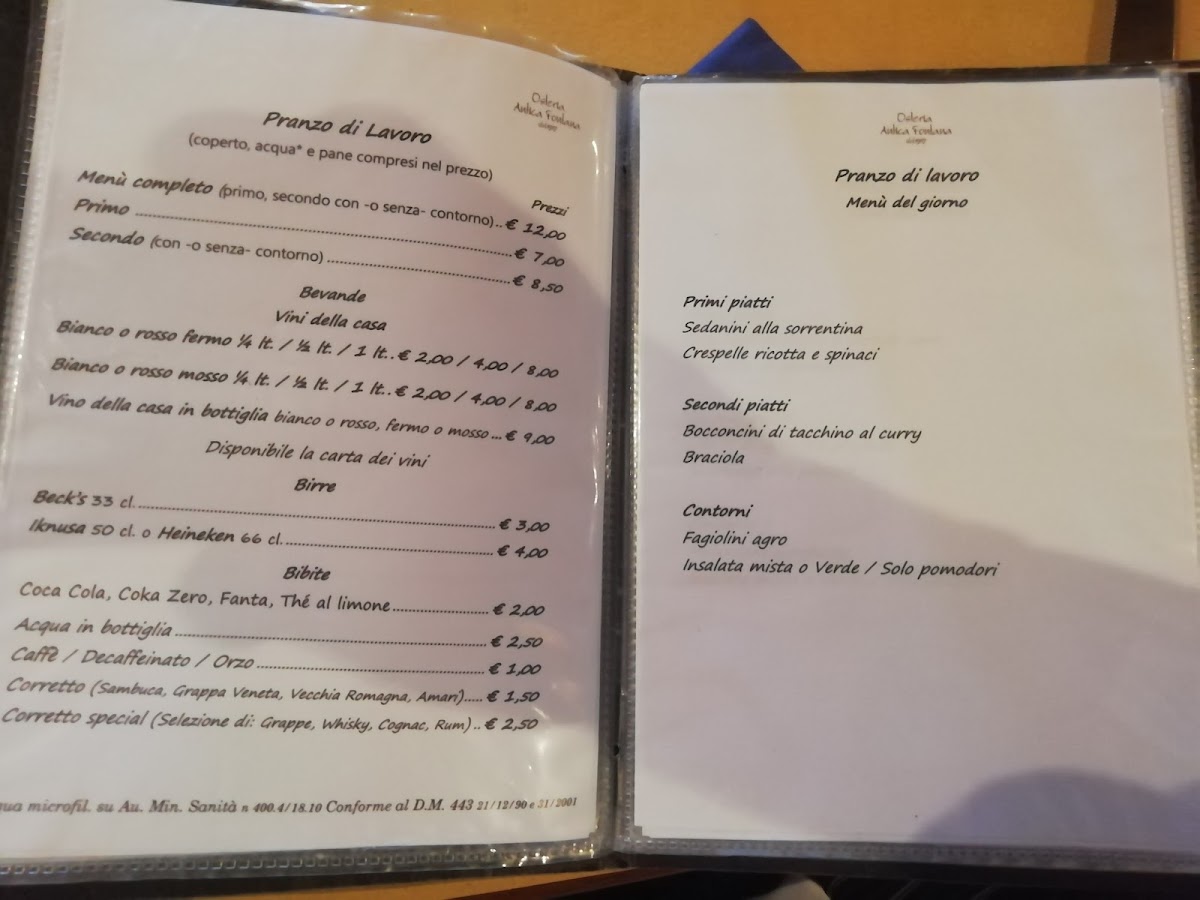 Osteria
Antica Fontana
Pranzo di Lavoro
(coperto, acqua* e pane compresi nel prezzo)
Prezzi
Menù completo (primo, secondo con -o senza- contorno)..€ 12,00
Primo ........ € 7,00
Secondo (con -o senza- contorno) ........ € 8,50
Bevande
Vini della casa
Bianco o rosso fermo ¼ lt. / ½ lt. / 1 lt..€ 2,00 / 4,00 / 8,00
Bianco o rosso mosso ¼ lt. / ½ lt. / 1 lt..€ 2,00 / 4,00 / 8,00
Vino della casa in bottiglia bianco o rosso, fermo o mosso ...€ 9,00
Disponibile la carta dei vini
Birre
Beck's 33 cl. ........ € 3,00
Iknusa 50 cl. o Heineken 66 cl. ........ € 4,00
Bibite
Coca Cola, Coka Zero, Fanta, Thé al limone ........ € 2,00
Acqua in bottiglia ........ € 2,50
Caffè / Decaffeinato / Orzo ........ € 1,00
Corretto (Sambuca, Grappa Veneta, Vecchia Romagna, Amari)..... € 1,50
Corretto special (Selezione di: Grappe, Whisky, Cognac, Rum) .. € 2,50
microfil. su Au. Min. Sanità n 400.4/18.10 Conforme al D.M. 443 21/12/90 e 31/2001
Osteria
Antica Fontana
Pranzo di lavoro
Menù del giorno
Primi piatti
Sedanini alla sorrentina
Crespelle ricotta e spinaci
Secondi piatti
Bocconcini di tacchino al curry
Braciola
Contorni
Fagiolini agro
Insalata mista o Verde / Solo pomodori